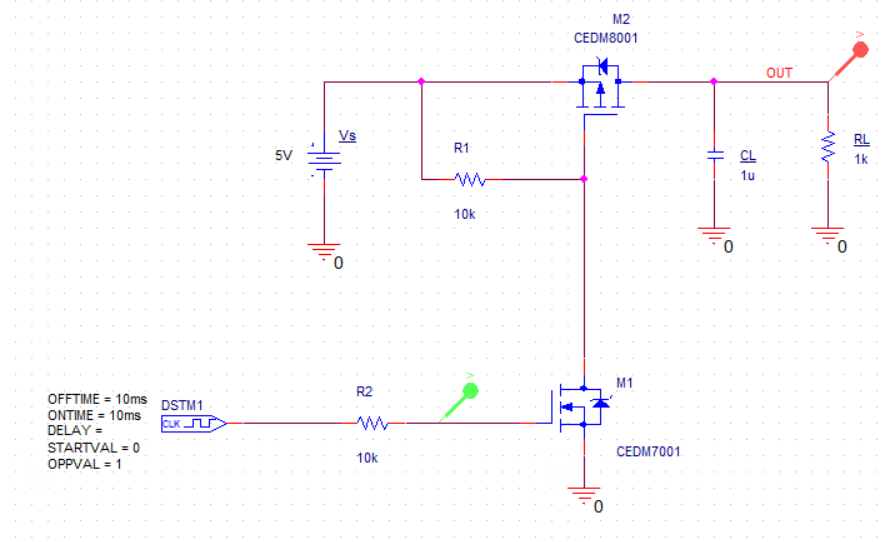 M2
CEDM8001
OUT
Vs
5V
R1
10k
CL
1u
RL
1k
0
0
0
OFFTIME = 10ms
ONTIME = 10ms
DELAY =
STARTVAL = 0
OPPVAL = 1
DSTM1
CLK
R2
10k
M1
CEDM7001
0
V
V